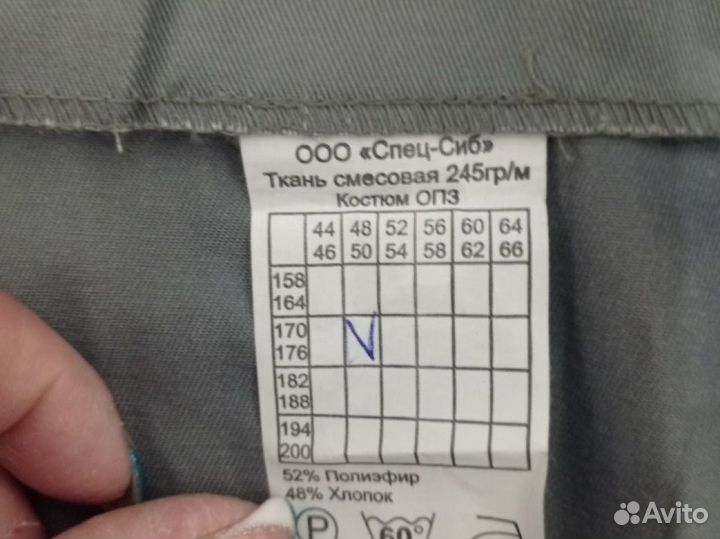 ООО «Спец-Сиб»
Ткань смесовая 245гр/м
Костюм ОПЗ
44 48 52 56 60 64
46 50 54 58 62 66
158
164
170
176
182
188
194
200
52% Полиэфир
48% Хлопок
P 60°
Avito